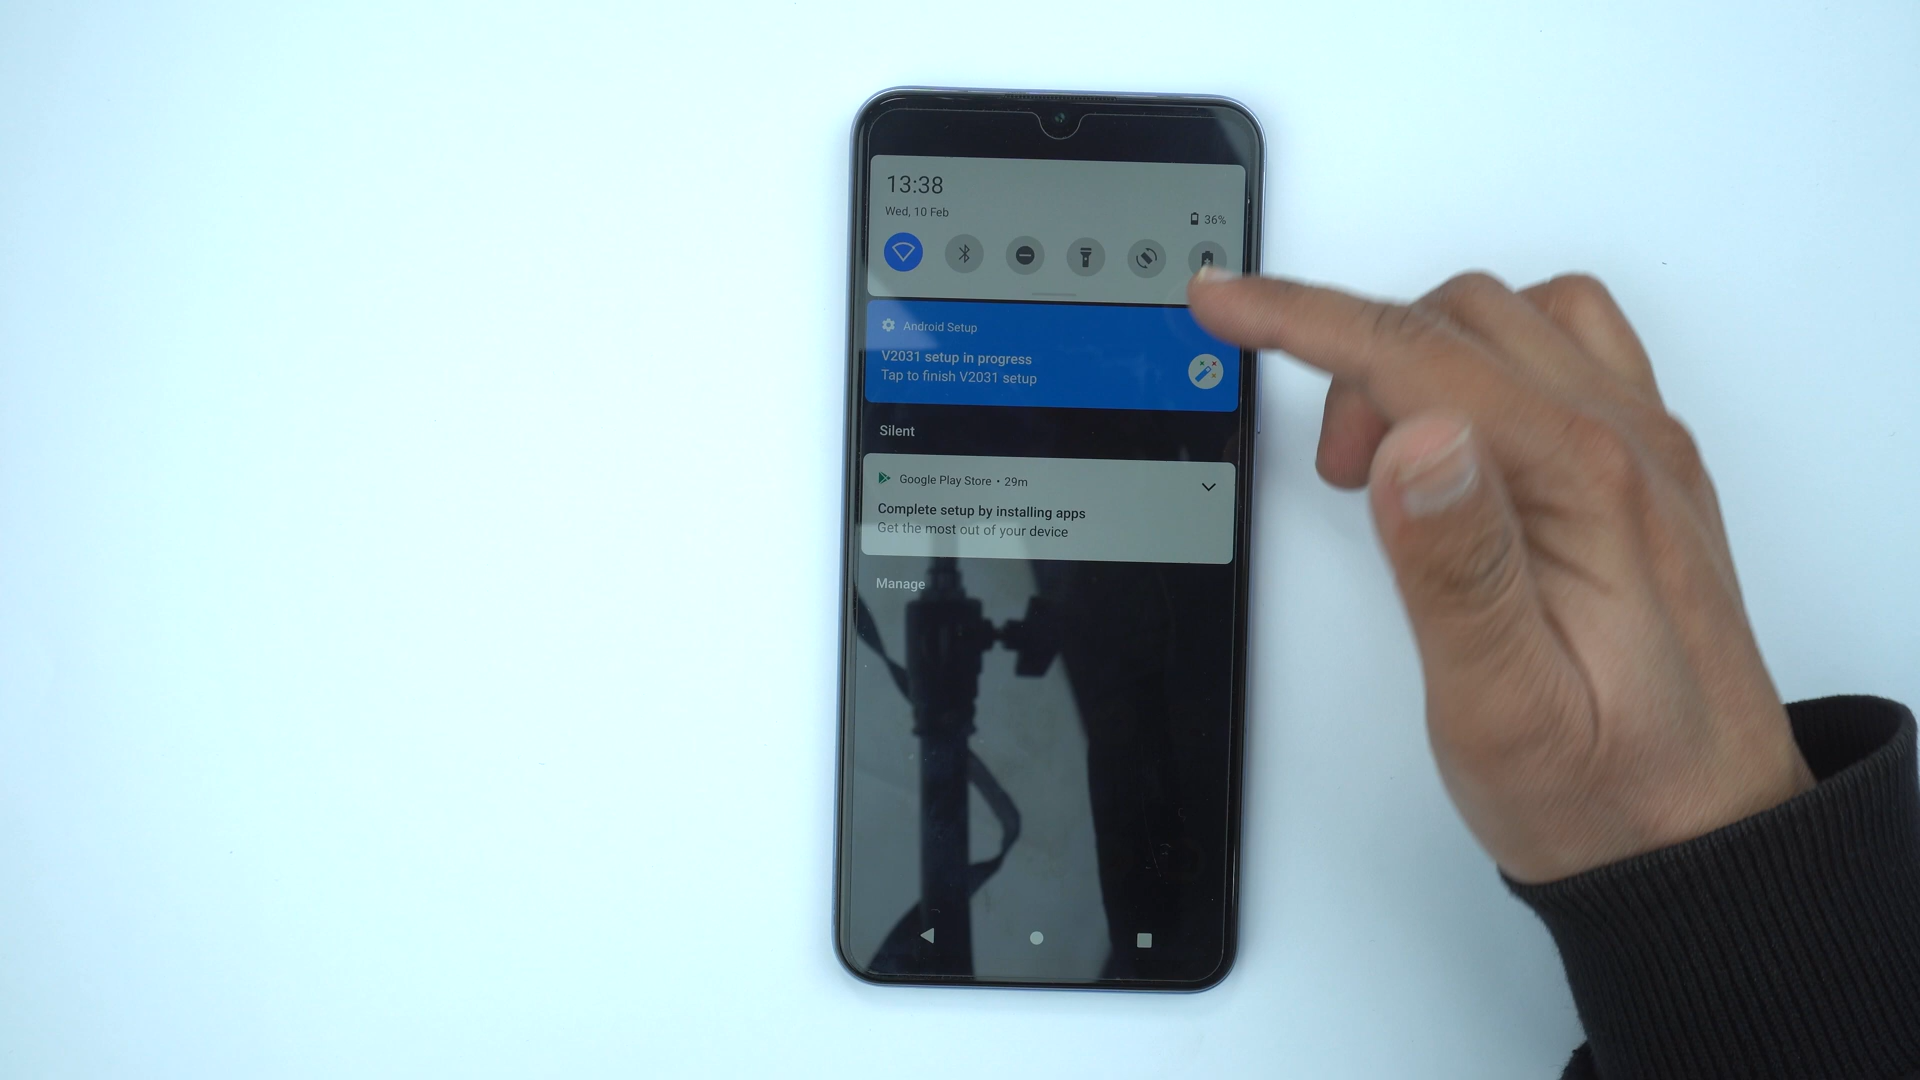 13:38
Wed, 10 Feb
36%
Android Setup
V2031 setup in progress
Tap to finish V2031 setup
Silent
Google Play Store • 29m
Complete setup by installing apps
Get the most out of your device
Manage